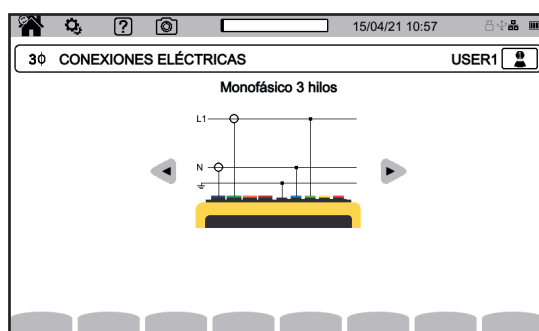 15/04/21 10:57
3ϕ CONEXIONES ELÉCTRICAS USER1
Monofásico 3 hilos
L1
N